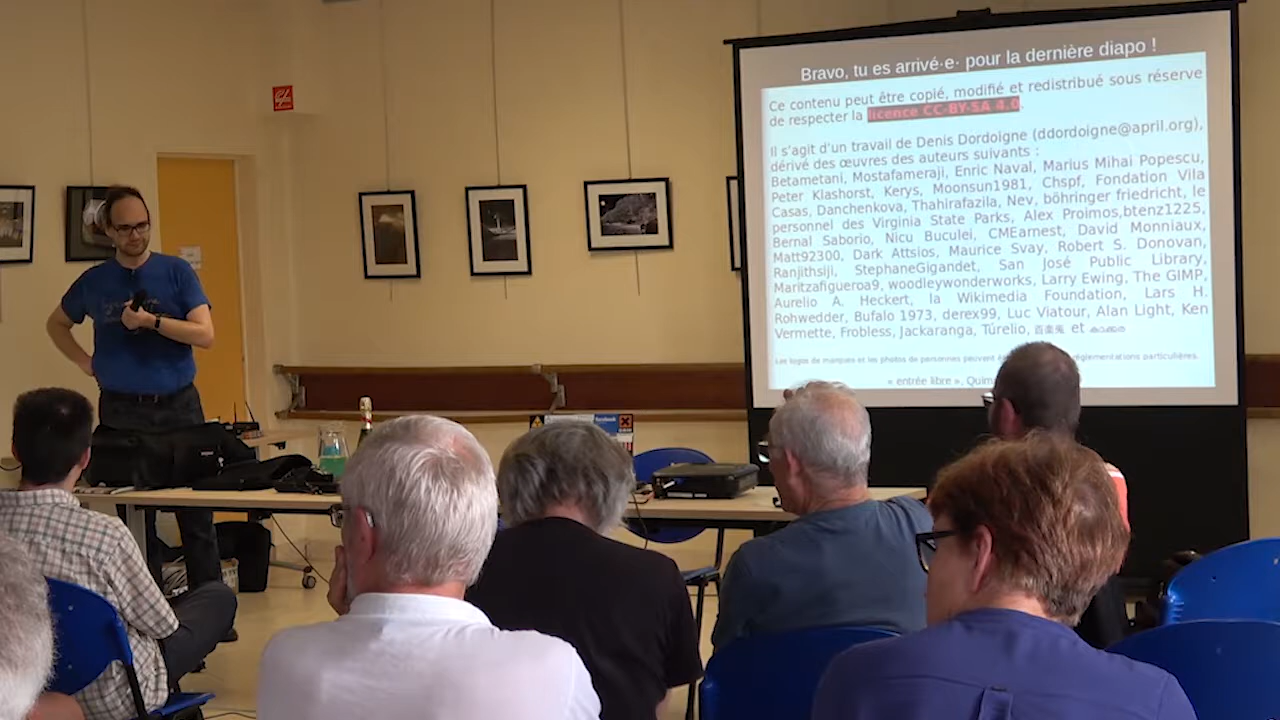 Bravo, tu es arrivé·e· pour la dernière diapo !
Ce contenu peut être copié, modifié et redistribué sous réserve
de respecter la licence CC-BY-SA 4.0.
Il s'agit d'un travail de Denis Dordoigne (ddordoigne@april.org),
dérivé des œuvres des auteurs suivants :
Betametani, Mostafameraji, Enric Naval, Marius Mihai Popescu,
Peter Klashorst, Kerys, Moonsun1981, Chspf, Fondation Vila
Casas, Danchenkova, Thahirafazila, Nev, böhringer friedricht, le
personnel des Virginia State Parks, Alex Proimos,btenz1225,
Bernal Saborio, Nicu Buculei, CMEarnest, David Monniaux,
Matt92300, Dark Attsios, Maurice Svay, Robert S. Donovan,
Ranjithsiji, StephaneGigandet, San José Public Library,
Maritzafigueroa9, woodleywonderworks, Larry Ewing, The GIMP,
Aurelio A. Heckert, la Wikimedia Foundation, Lars H.
Rohwedder, Bufalo 1973, derex99, Luc Viatour, Alan Light, Ken
Vermette, Frobless, Jackaranga, Túrelio, 百楽兎 et
Les logos de marques et les photos de personnes peuvent réglementations particulières.
« entrée libre »,
facebook